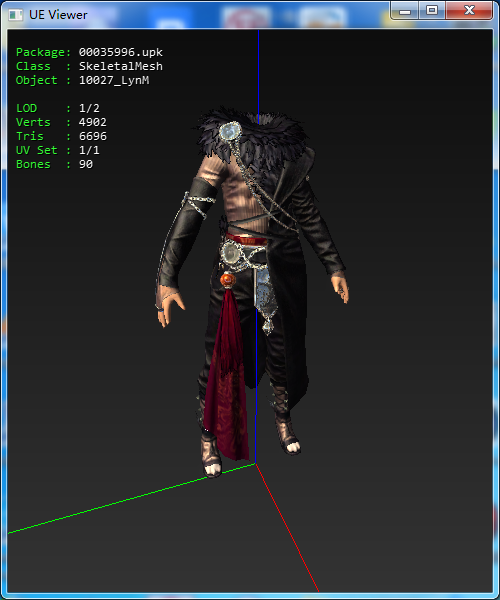 UE Viewer
Package: 00035996.upk
Class : SkeletalMesh
Object : 10027_LynM
LOD : 1/2
Verts : 4902
Tris : 6696
UV Set : 1/1
Bones : 90